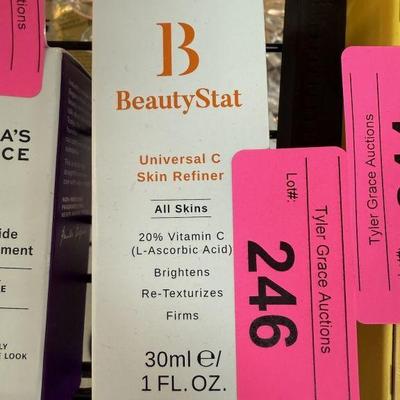 B
BeautyStat
Universal C
Skin Refiner
All Skins
20% Vitamin C
(L-Ascorbic Acid)
Brightens
Re-Texturizes
Firms
30ml ℮/
1 FL. OZ.
Lot#:
246
Tyler Grace Auctions
Tyler Grace Auctions
A'S
CE
ide
ment
E
LY
E LOOK